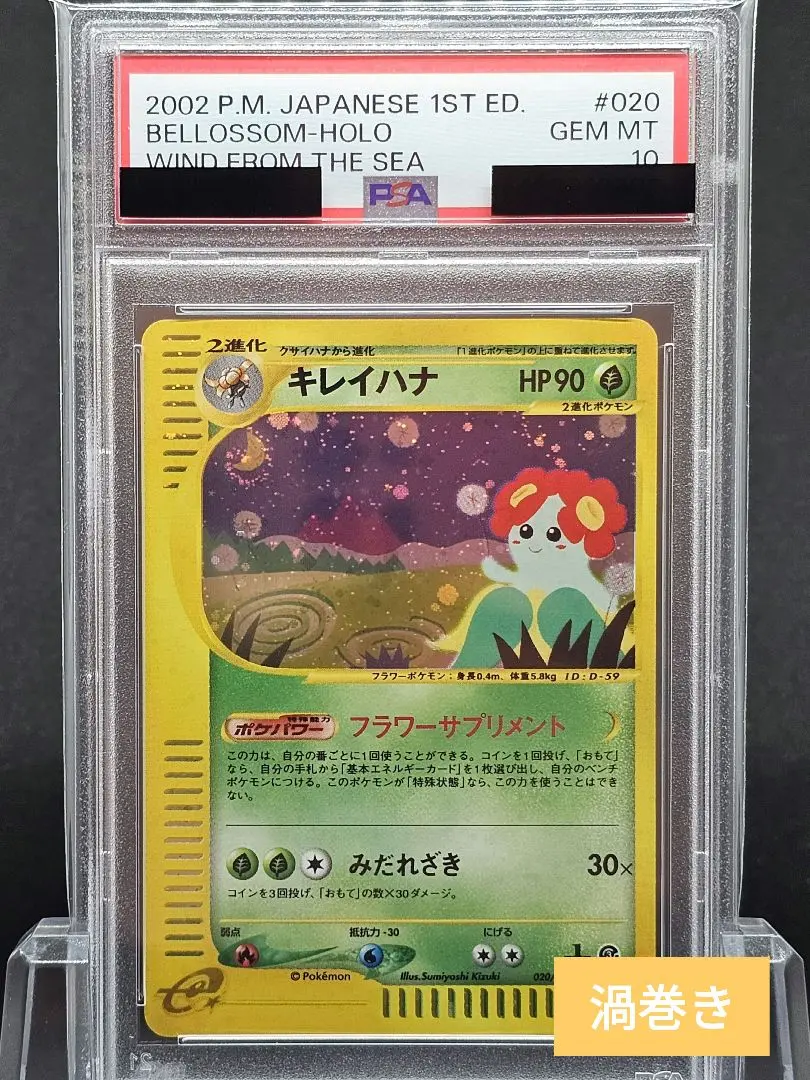 2002 P.M. JAPANESE 1ST ED. #020
BELLOSSOM-HOLO GEM MT
WIND FROM THE SEA 10
PSA
2進化 クサイハナから進化 「1進化ポケモン」の上に重ねて進化させます
キレイハナ HP90
2進化ポケモン
フラワーポケモン:身長0.4m、体重5.8kg ID:D-59
特殊能力
ポケパワー フラワーサプリメント
この力は、自分の番ごとに1回使うことができる。コインを1回投げ、「おもて」
なら、自分の手札から「基本エネルギーカード」を1枚選び出し、自分のベンチ
ポケモンにつける。このポケモンが「特殊状態」なら、この力を使うことはでき
ない。
みだれざき 30×
コインを3回投げ、「おもて」の数×30ダメージ。
弱点 抵抗力-30 にげる
©Pokémon Illus.Sumiyoshi Kizuki 020/
渦巻き